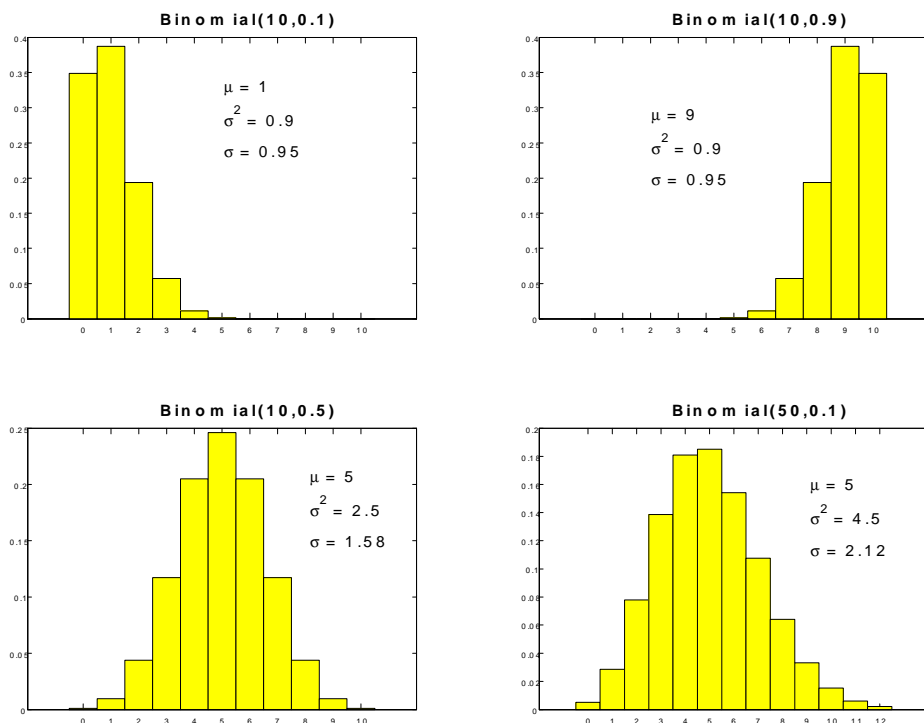 Binomial(10,0.1)
0.4
0.35
0.3
0.25
0.2
0.15
0.1
0.05
0
μ = 1
σ² = 0.9
σ = 0.95
0 1 2 3 4 5 6 7 8 9 10
Binomial(10,0.9)
0.4
0.35
0.3
0.25
0.2
0.15
0.1
0.05
0
μ = 9
σ² = 0.9
σ = 0.95
0 1 2 3 4 5 6 7 8 9 10
Binomial(10,0.5)
0.25
0.2
0.15
0.1
0.05
0
μ = 5
σ² = 2.5
σ = 1.58
0 1 2 3 4 5 6 7 8 9 10
Binomial(50,0.1)
0.2
0.18
0.16
0.14
0.12
0.1
0.08
0.06
0.04
0.02
0
μ = 5
σ² = 4.5
σ = 2.12
0 1 2 3 4 5 6 7 8 9 10 11 12